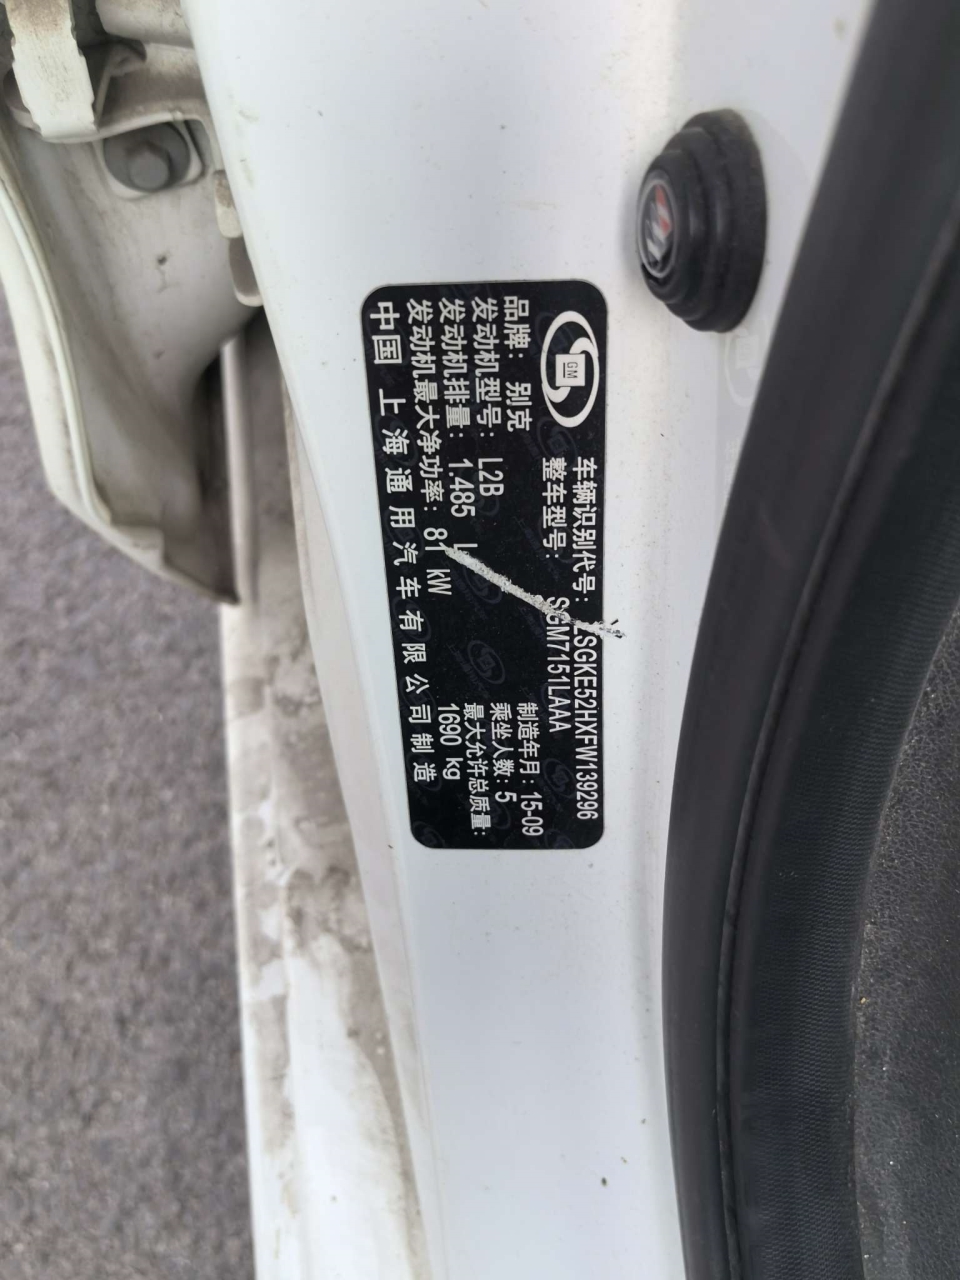 GM
车辆识别代号: LSGKE52HXFW139296
整车型号: SGM7151LAAA
品牌: 别克
制造年月: 15-09
发动机型号: L2B
乘坐人数: 5
发动机排量: 1.485 L
最大允许总质量:
发动机最大净功率: 81 kW
1690 kg
中国 上海通用汽车有限公司制造